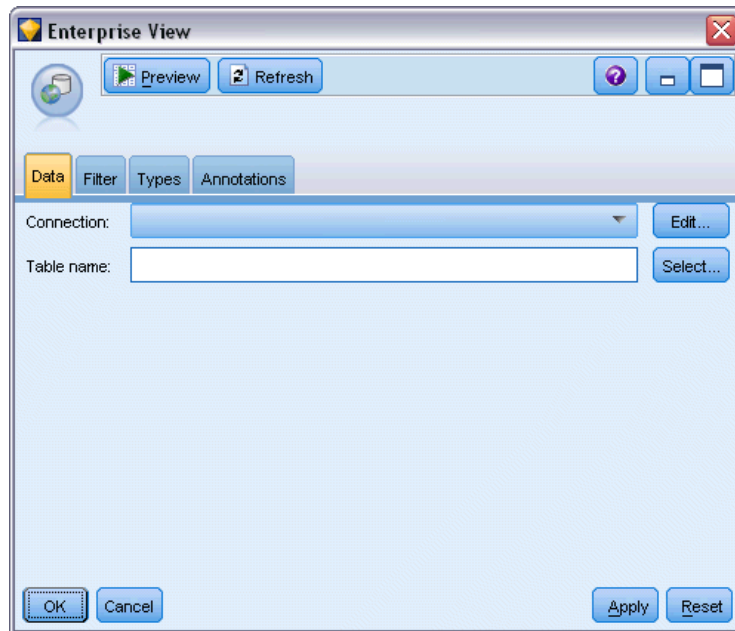 Enterprise View
Preview Refresh
Data Filter Types Annotations
Connection: Edit...
Table name: Select...
OK Cancel Apply Reset